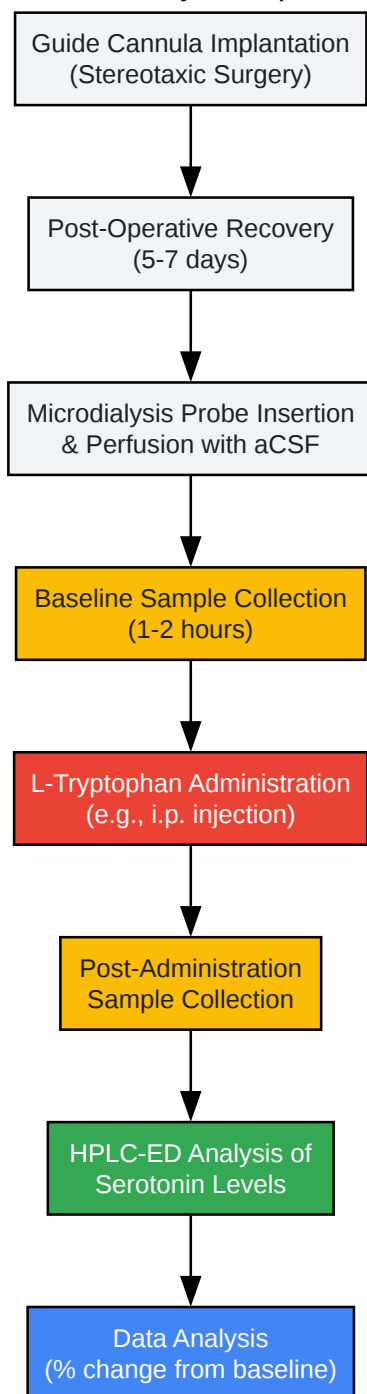 Guide Cannula Implantation
(Stereotaxic Surgery)
Post-Operative Recovery
(5-7 days)
Microdialysis Probe Insertion
& Perfusion with aCSF
Baseline Sample Collection
(1-2 hours)
L-Tryptophan Administration
(e.g., i.p. injection)
Post-Administration
Sample Collection
HPLC-ED Analysis of
Serotonin Levels
Data Analysis
(% change from baseline)